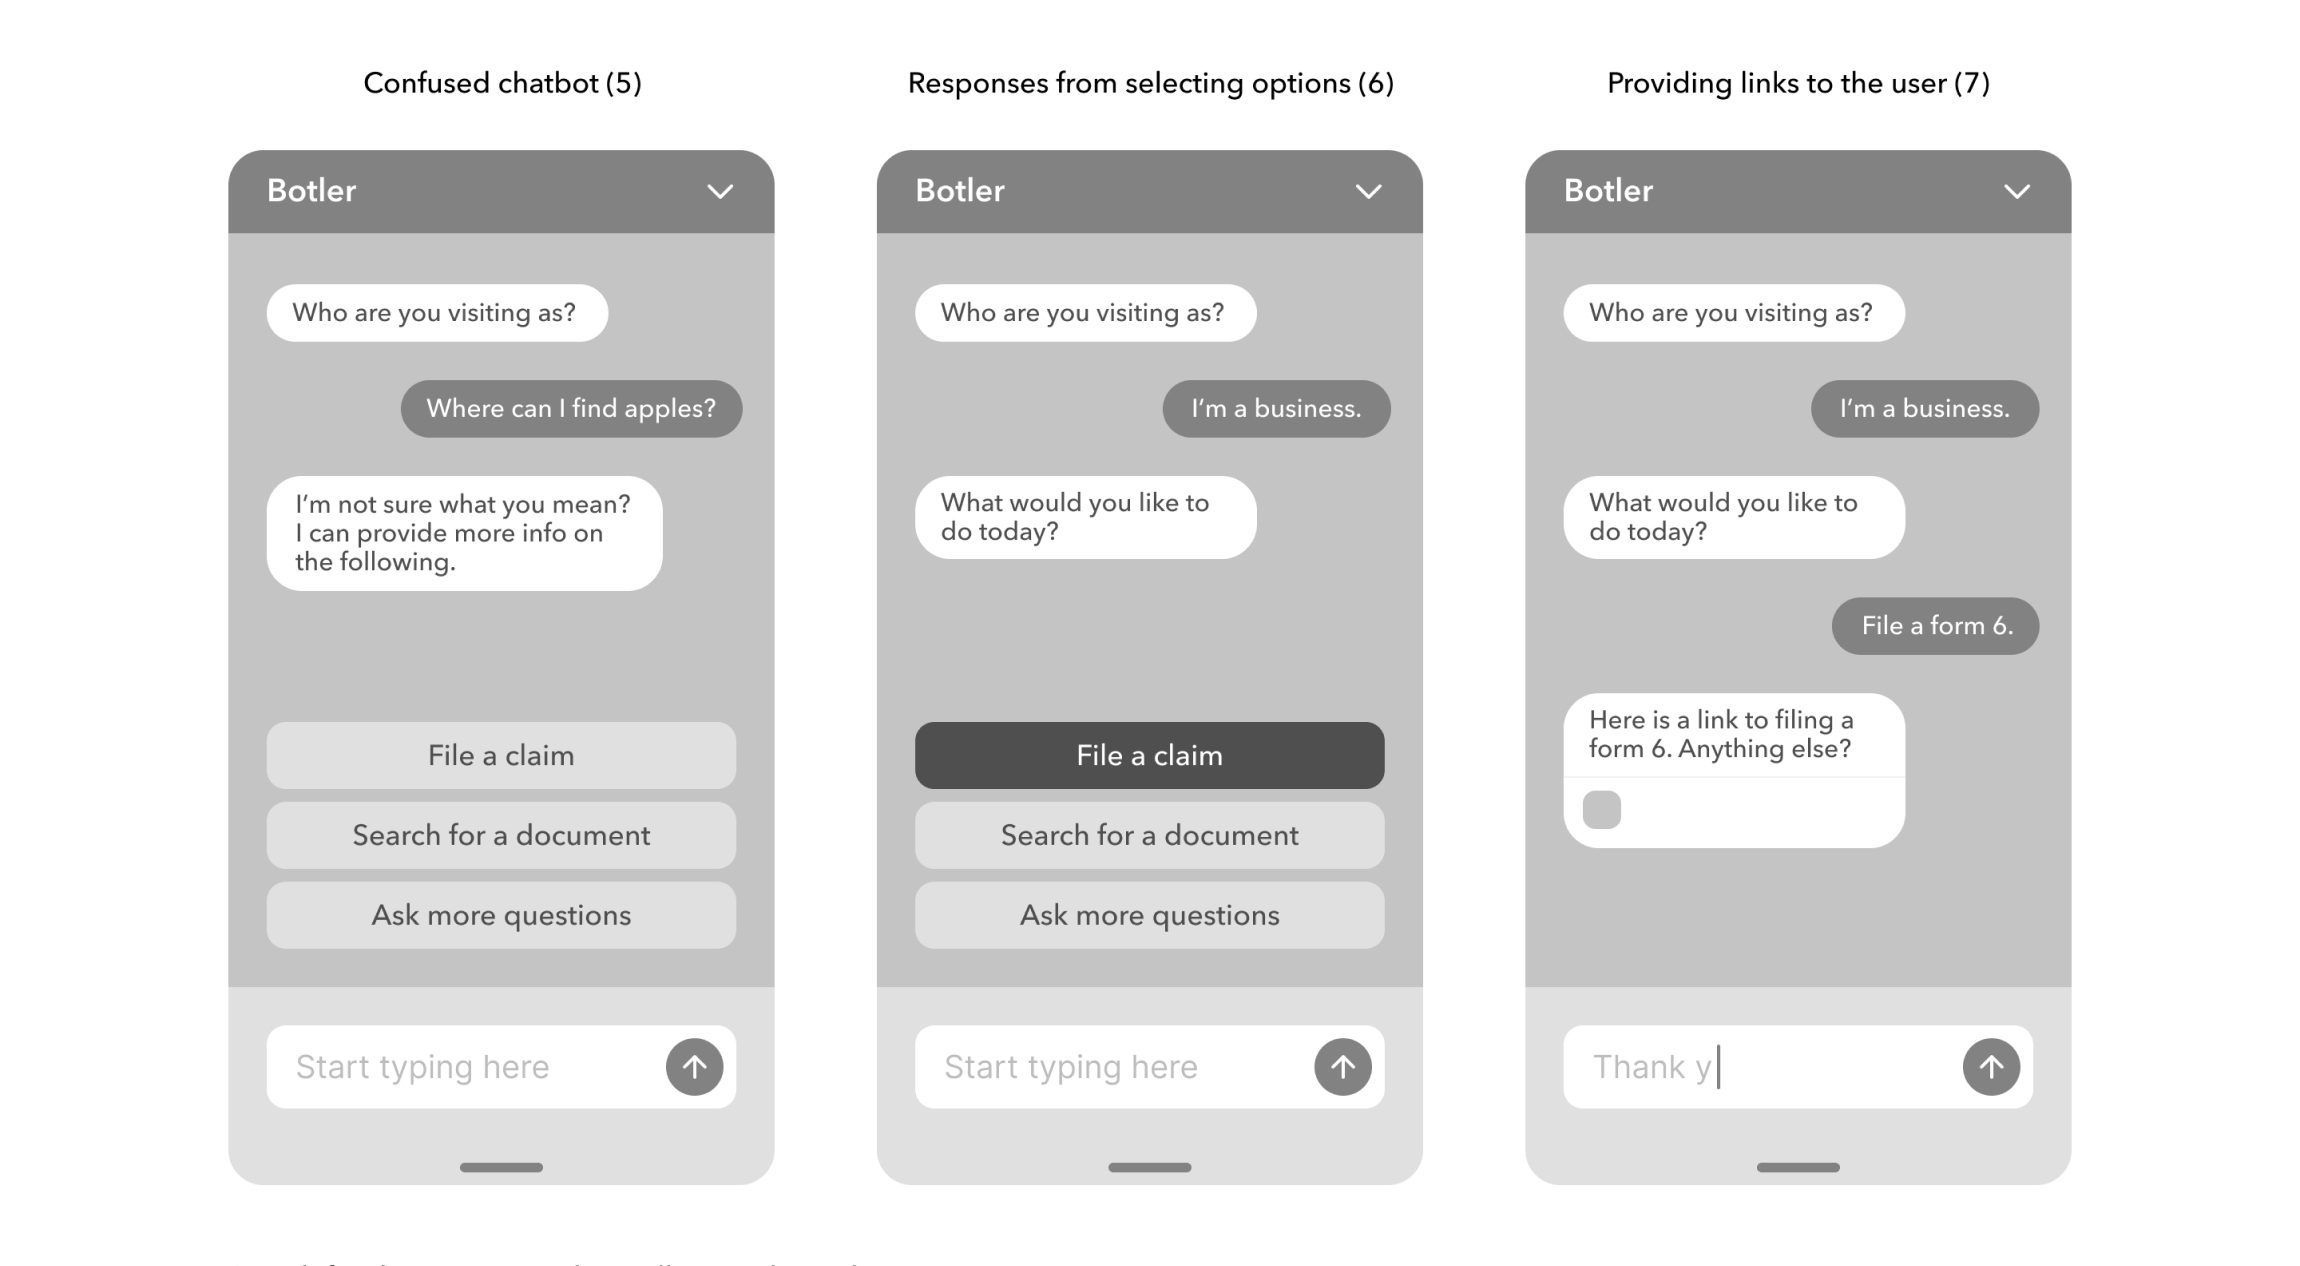 Confused chatbot (5)
Botler
Who are you visiting as?
Where can I find apples?
I'm not sure what you mean?
I can provide more info on
the following.
File a claim
Search for a document
Ask more questions
Start typing here
Responses from selecting options (6)
Botler
Who are you visiting as?
I'm a business.
What would you like to
do today?
File a claim
Search for a document
Ask more questions
Start typing here
Providing links to the user (7)
Botler
Who are you visiting as?
I'm a business.
What would you like to
do today?
File a form 6.
Here is a link to filing a
form 6. Anything else?
Thank y